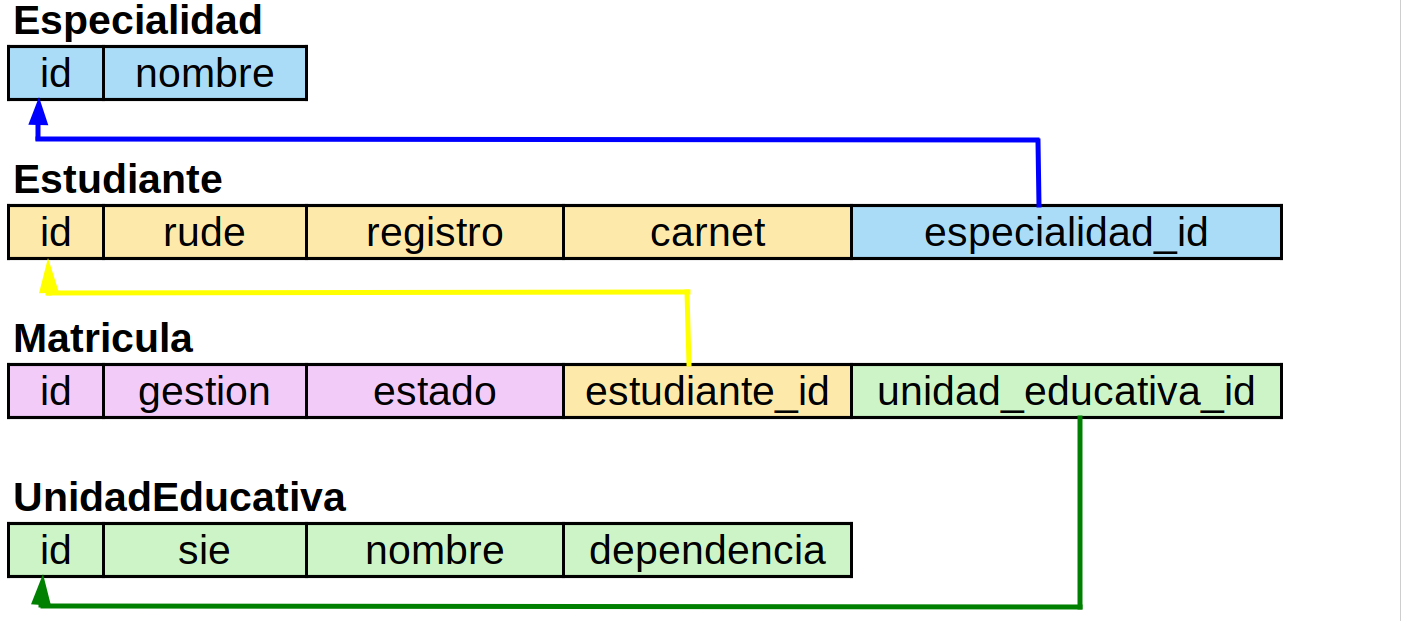 Especialidad
id nombre
Estudiante
id rude registro carnet especialidad_id
Matricula
id gestion estado estudiante_id unidad_educativa_id
UnidadEducativa
id sie nombre dependencia